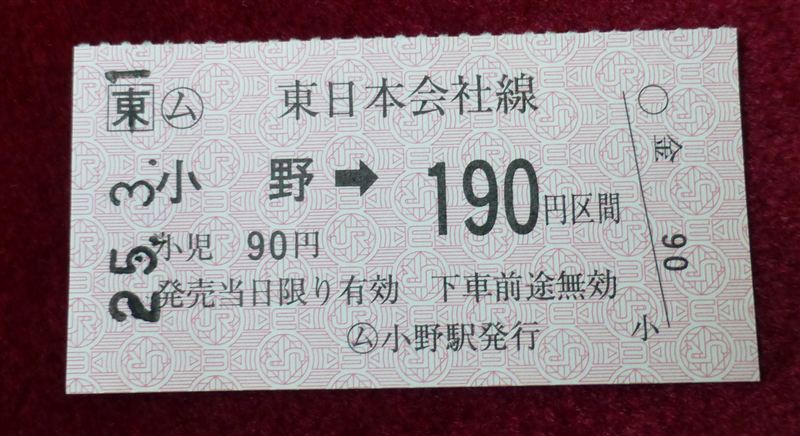 東 ム 東日本会社線
小 野 ➡ 190円区間
小児 90円
発売当日限り有効 下車前途無効
ム小野駅発行
25.3.-1
〇金
90
小